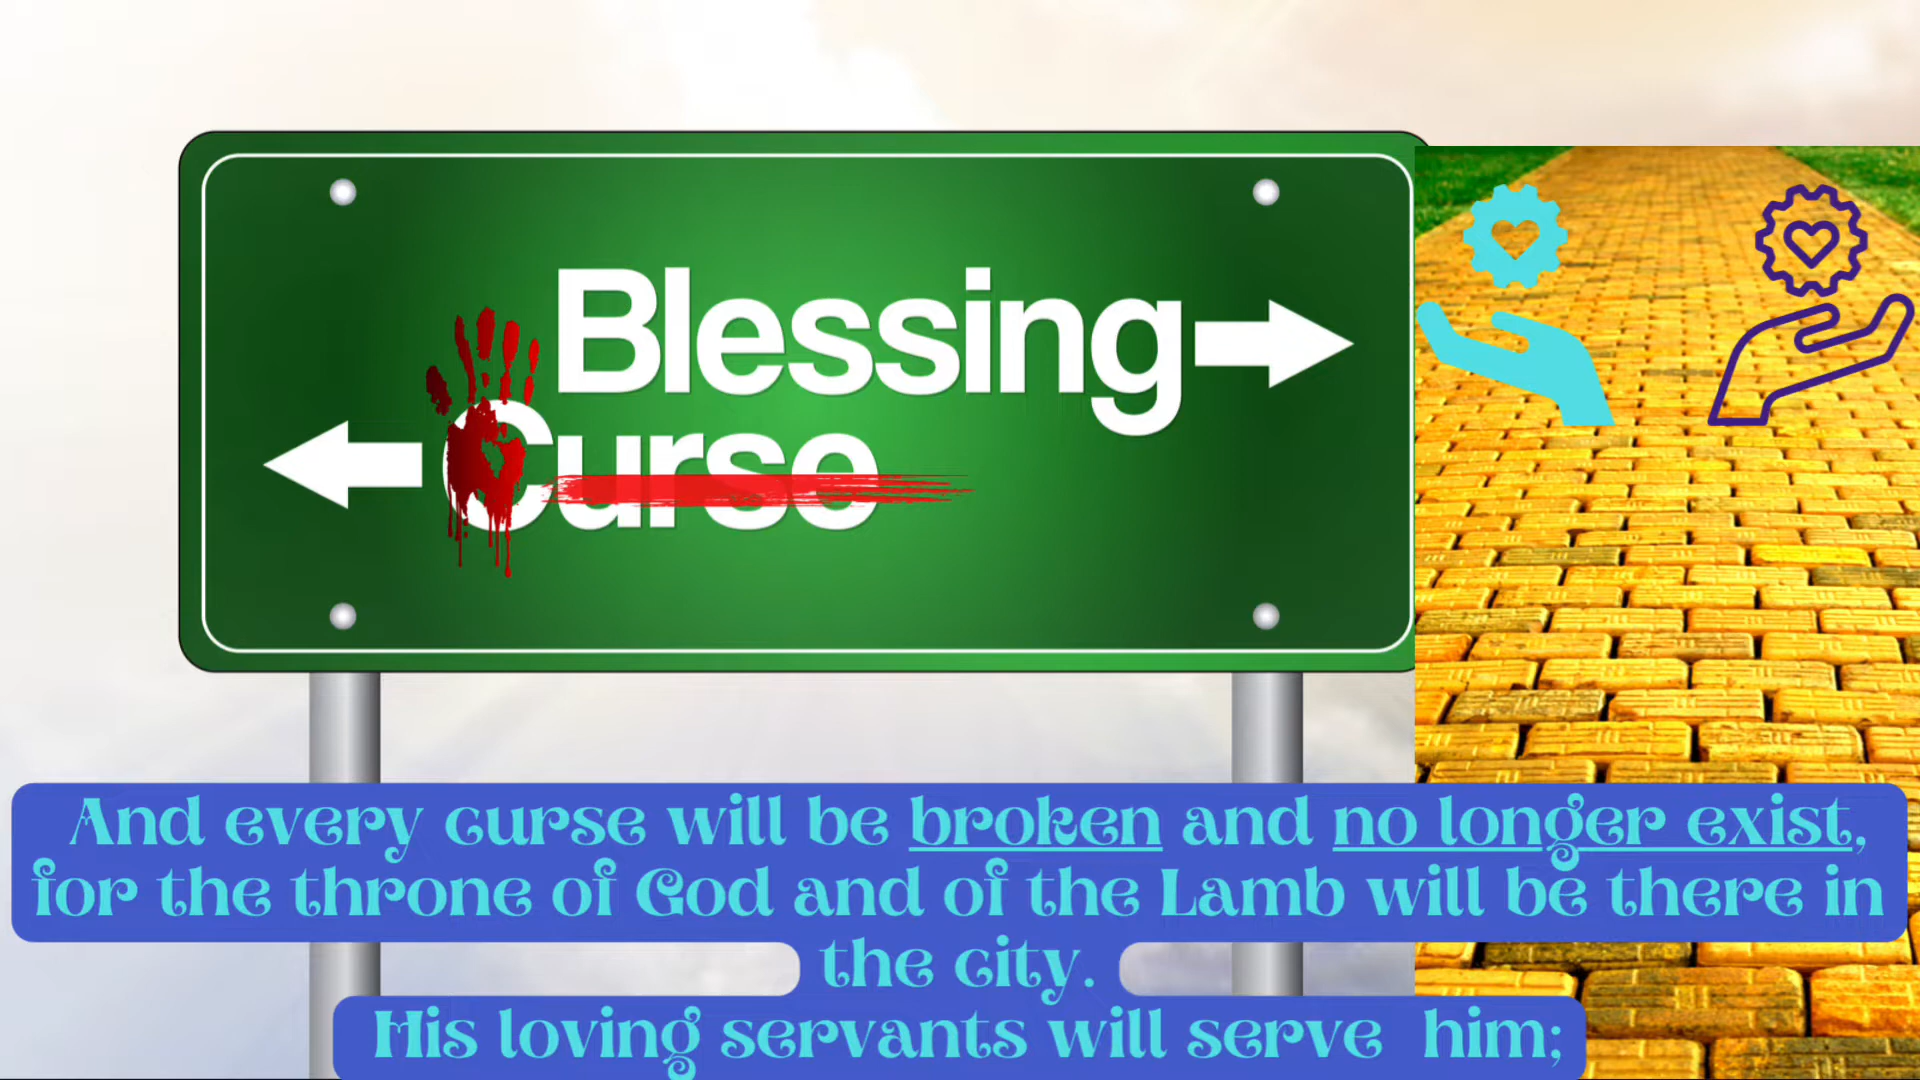 Blessing
Curse
And every curse will be broken and no longer exist,
for the throne of God and of the Lamb will be there in
the city.
His loving servants will serve him;